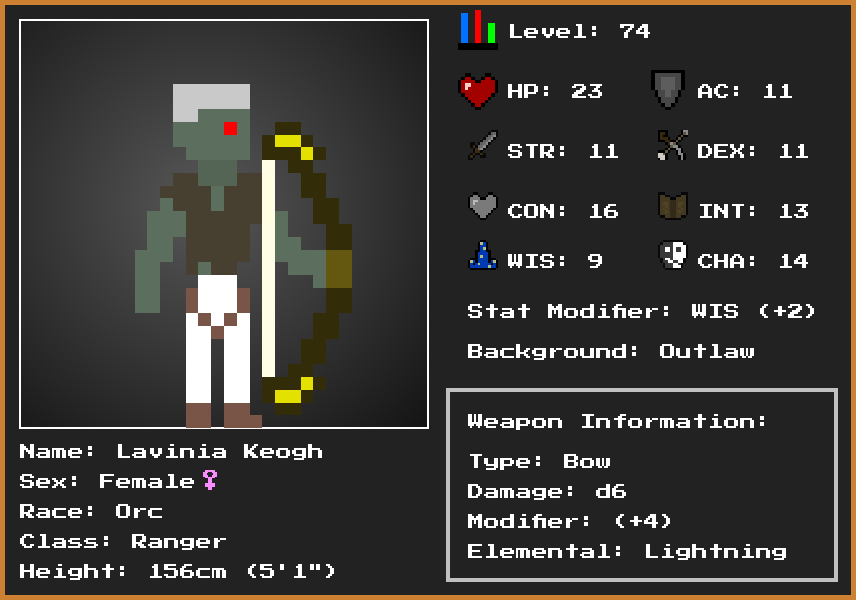 Level: 74
HP: 23
AC: 11
STR: 11
DEX: 11
CON: 16
INT: 13
WIS: 9
CHA: 14
Stat Modifier: WIS (+2)
Background: Outlaw
Name: Lavinia Keogh
Sex: Female♀
Race: Orc
Class: Ranger
Height: 156cm (5'1")
Weapon Information:
Type: Bow
Damage: d6
Modifier: (+4)
Elemental: Lightning